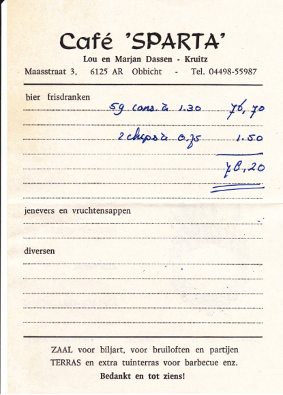 Café 'SPARTA'
Lou en Marjan Dassen - Kruitz
Maasstraat 3, 6125 AR Obbicht - Tel. 04498-55987
bier frisdranken
59 cons. à 1.30 76,70
2 chips à 0.75 1.50
78,20
jenevers en vruchtensappen
diversen
ZAAL voor biljart, voor bruiloften en partijen
TERRAS en extra tuinterras voor barbecue enz.
Bedankt en tot ziens!